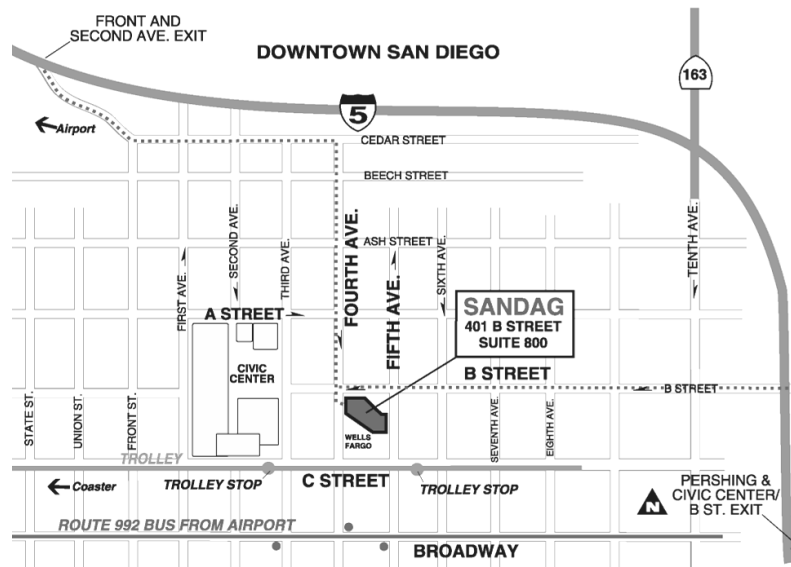 FRONT AND
SECOND AVE. EXIT
DOWNTOWN SAN DIEGO
163
5
Airport
CEDAR STREET
BEECH STREET
ASH STREET
FIRST AVE.
SECOND AVE.
THIRD AVE.
FOURTH AVE.
FIFTH AVE.
SIXTH AVE.
TENTH AVE.
A STREET
SANDAG
401 B STREET
SUITE 800
CIVIC
CENTER
B STREET
B STREET
STATE ST.
UNION ST.
FRONT ST.
WELLS
FARGO
SEVENTH AVE.
EIGHTH AVE.
TROLLEY
Coaster
TROLLEY STOP
C STREET
TROLLEY STOP
PERSHING &
CIVIC CENTER/
B ST. EXIT
N
ROUTE 992 BUS FROM AIRPORT
BROADWAY